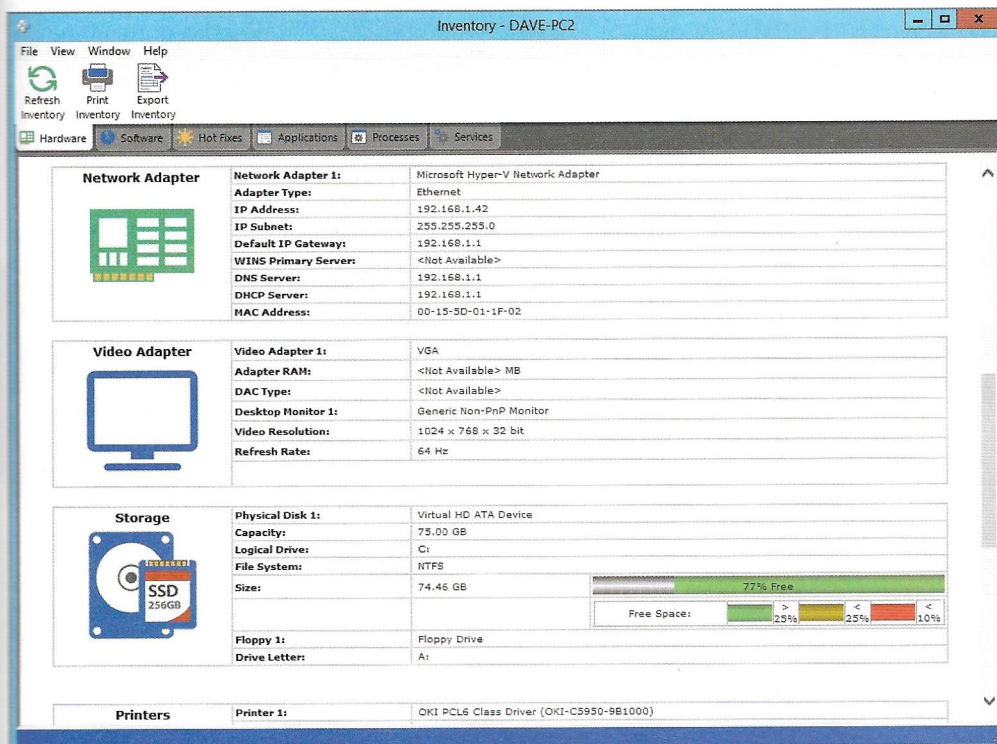 Inventory - DAVE-PC2
File View Window Help
Refresh Inventory
Print Inventory
Export Inventory
Hardware Software Hot Fixes Applications Processes Services
Network Adapter
Network Adapter 1: Microsoft Hyper-V Network Adapter
Adapter Type: Ethernet
IP Address: 192.168.1.42
IP Subnet: 255.255.255.0
Default IP Gateway: 192.168.1.1
WINS Primary Server: <Not Available>
DNS Server: 192.168.1.1
DHCP Server: 192.168.1.1
MAC Address: 00-15-5D-01-1F-02
Video Adapter
Video Adapter 1: VGA
Adapter RAM: <Not Available> MB
DAC Type: <Not Available>
Desktop Monitor 1: Generic Non-PnP Monitor
Video Resolution: 1024 x 768 x 32 bit
Refresh Rate: 64 Hz
Storage
SSD
256GB
Physical Disk 1: Virtual HD ATA Device
Capacity: 75.00 GB
Logical Drive: C:
File System: NTFS
Size: 74.46 GB 77% Free
Free Space: > 25% < 25% < 10%
Floppy 1: Floppy Drive
Drive Letter: A:
Printers
Printer 1: OKI PCL6 Class Driver (OKI-C5950-9B1000)